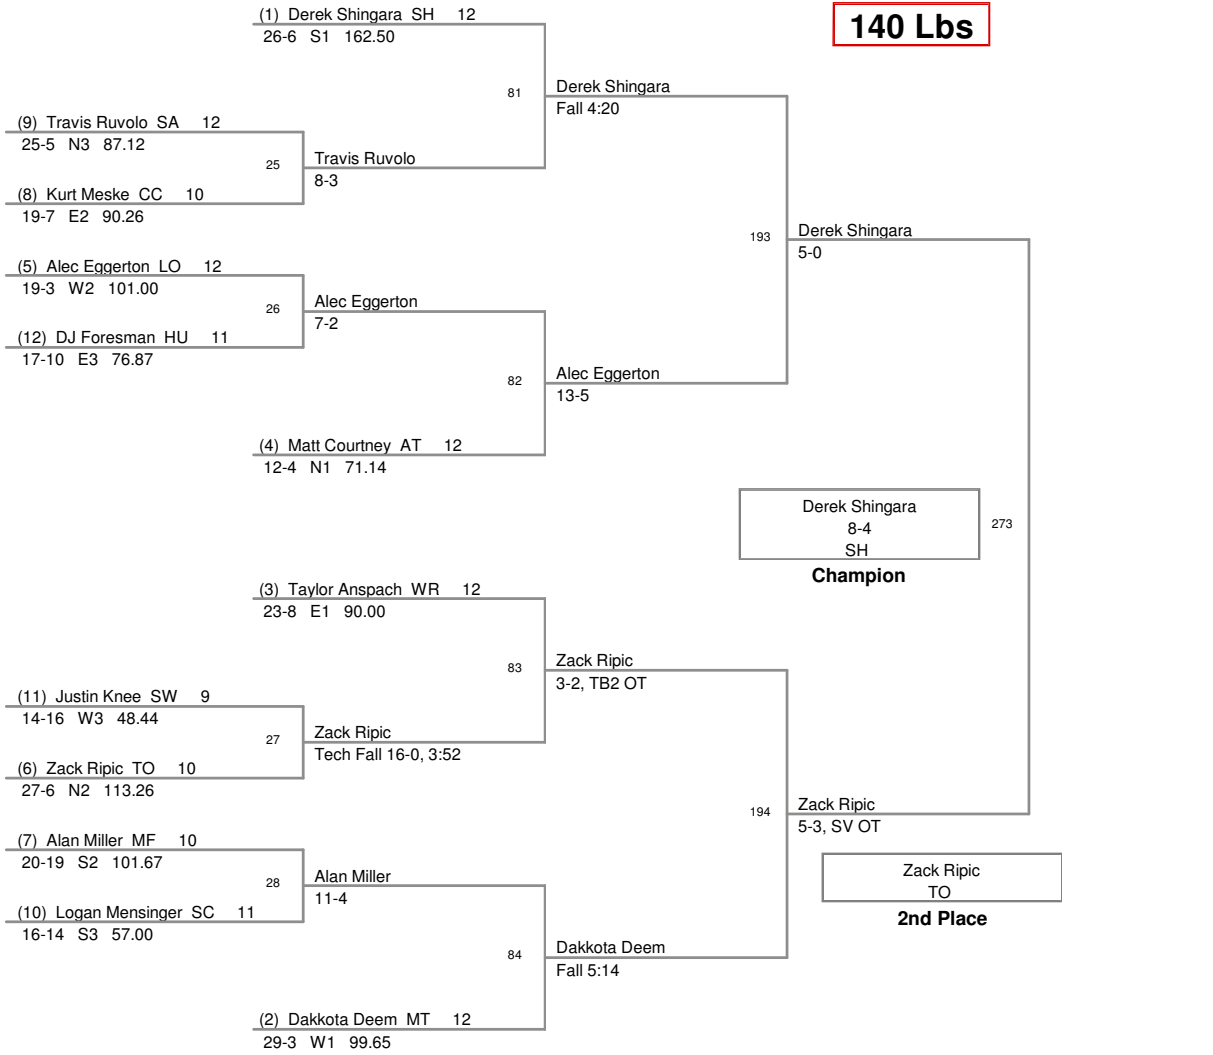 (1) Derek Shingara SH 12
140 Lbs
26-6 S1 162.50
81
Derek Shingara
Fall 4:20
(9) Travis Ruvolo SA 12
25-5 N3 87.12
25
Travis Ruvolo
8-3
(8) Kurt Meske CC 10
19-7 E2 90.26
193
Derek Shingara
5-0
(5) Alec Eggerton LO 12
19-3 W2 101.00
26
Alec Eggerton
7-2
(12) DJ Foresman HU 11
17-10 E3 76.87
82
Alec Eggerton
13-5
(4) Matt Courtney AT 12
12-4 N1 71.14
Derek Shingara
8-4
SH
273
Champion
(3) Taylor Anspach WR 12
23-8 E1 90.00
83
Zack Ripic
3-2, TB2 OT
(11) Justin Knee SW 9
14-16 W3 48.44
27
Zack Ripic
Tech Fall 16-0, 3:52
(6) Zack Ripic TO 10
27-6 N2 113.26
194
Zack Ripic
5-3, SV OT
(7) Alan Miller MF 10
20-19 S2 101.67
28
Alan Miller
11-4
Zack Ripic
TO
2nd Place
(10) Logan Mensinger SC 11
16-14 S3 57.00
84
Dakkota Deem
Fall 5:14
(2) Dakkota Deem MT 12
29-3 W1 99.65